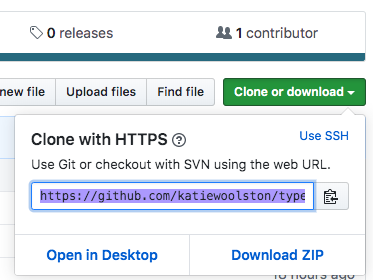 0 releases
1 contributor
new file
Upload files
Find file
Clone or download
Clone with HTTPS
Use SSH
Use Git or checkout with SVN using the web URL.
https://github.com/katiewoolston/type
Open in Desktop
Download ZIP
18 hours ago